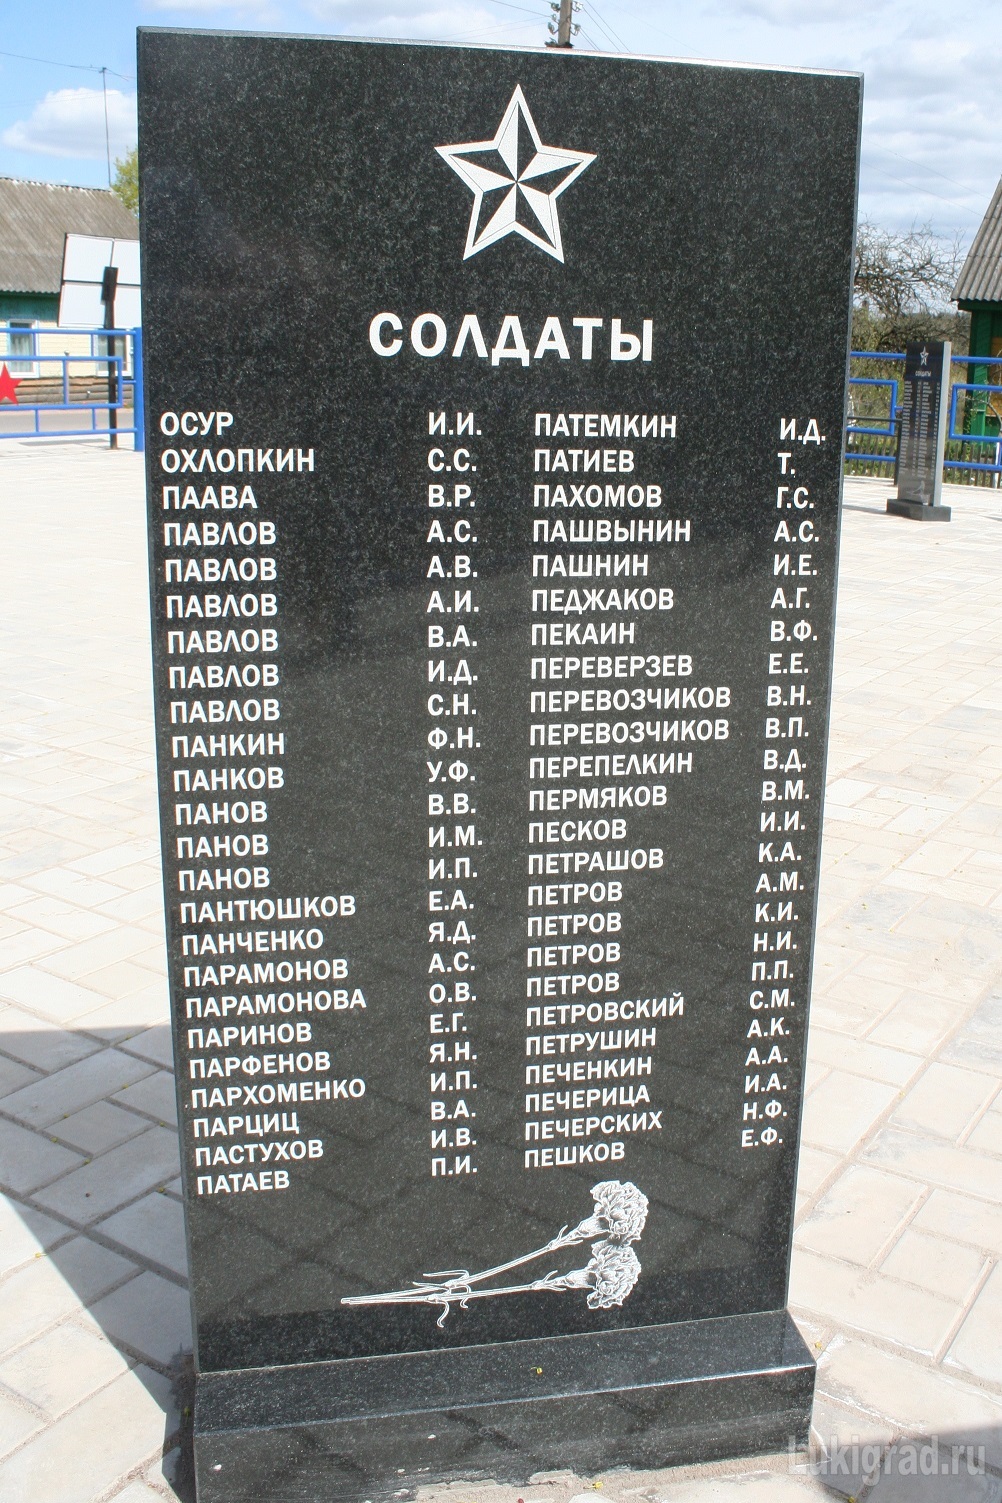 СОЛДАТЫ
ОСУР И.И.
ОХЛОПКИН С.С.
ПААВА В.Р.
ПАВЛОВ А.С.
ПАВЛОВ А.В.
ПАВЛОВ А.И.
ПАВЛОВ В.А.
ПАВЛОВ И.Д.
ПАВЛОВ С.Н.
ПАНКИН Ф.Н.
ПАНКОВ У.Ф.
ПАНОВ В.В.
ПАНОВ И.М.
ПАНОВ И.П.
ПАНТЮШКОВ Е.А.
ПАНЧЕНКО Я.Д.
ПАРАМОНОВ А.С.
ПАРАМОНОВА О.В.
ПАРИНОВ Е.Г.
ПАРФЕНОВ Я.Н.
ПАРХОМЕНКО И.П.
ПАРЦИЦ В.А.
ПАСТУХОВ И.В.
ПАТАЕВ П.И.
ПАТЕМКИН И.Д.
ПАТИЕВ Т.
ПАХОМОВ Г.С.
ПАШВЫНИН А.С.
ПАШНИН И.Е.
ПЕДЖАКОВ А.Г.
ПЕКАИН В.Ф.
ПЕРЕВЕРЗЕВ Е.Е.
ПЕРЕВОЗЧИКОВ В.Н.
ПЕРЕВОЗЧИКОВ В.П.
ПЕРЕПЕЛКИН В.Д.
ПЕРМЯКОВ В.М.
ПЕСКОВ И.И.
ПЕТРАШОВ К.А.
ПЕТРОВ А.М.
ПЕТРОВ К.И.
ПЕТРОВ Н.И.
ПЕТРОВ П.П.
ПЕТРОВСКИЙ С.М.
ПЕТРУШИН А.К.
ПЕЧЕНКИН А.А.
ПЕЧЕРИЦА И.А.
ПЕЧЕРСКИХ Н.Ф.
ПЕШКОВ Е.Ф.
СОЛДАТЫ
Lukigrad.ru